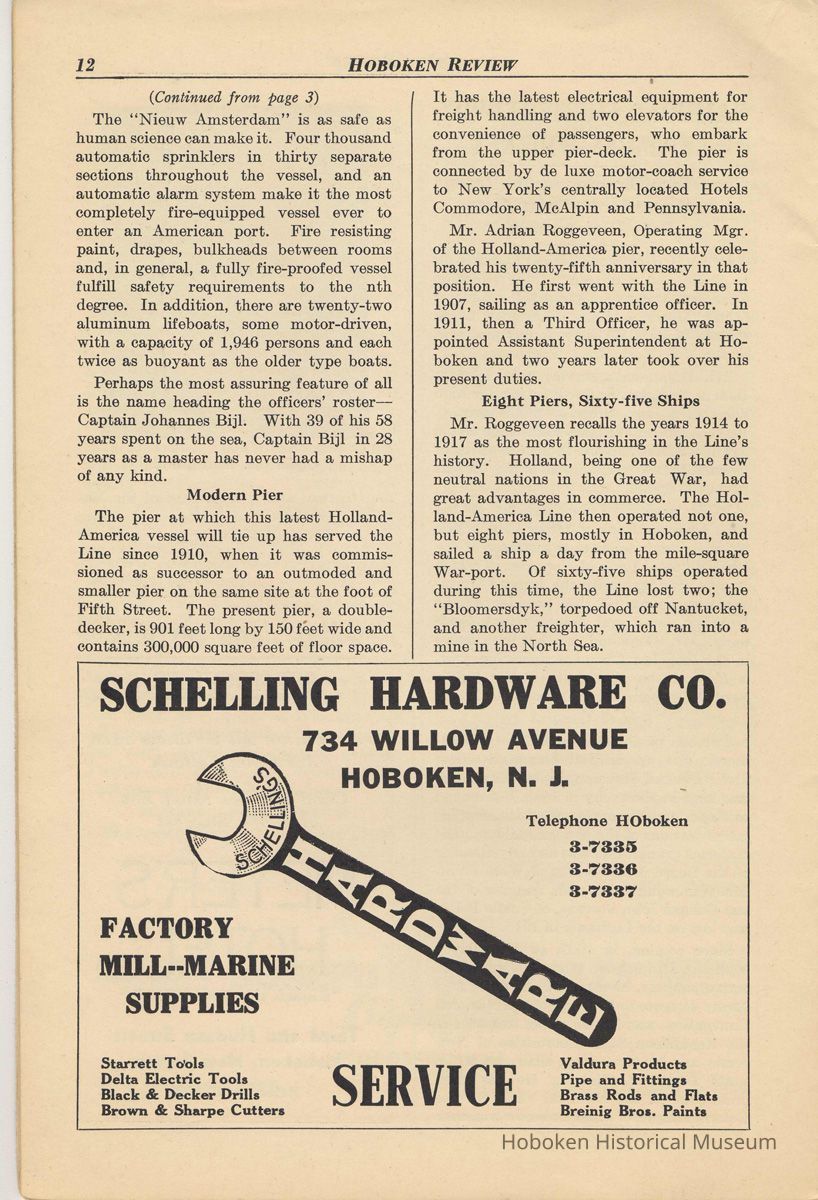 12
HOBOKEN REVIEW
(Continued from page 3)
The "Nieuw Amsterdam" is as safe as
human science can make it. Four thousand
automatic sprinklers in thirty separate
sections throughout the vessel, and an
automatic alarm system make it the most
completely fire-equipped vessel ever to
enter an American port. Fire resisting
paint, drapes, bulkheads between rooms
and, in general, a fully fire-proofed vessel
fulfill safety requirements to the nth
degree. In addition, there are twenty-two
aluminum lifeboats, some motor-driven,
with a capacity of 1,946 persons and each
twice as buoyant as the older type boats.
Perhaps the most assuring feature of all
is the name heading the officers' roster—
Captain Johannes Bijl. With 39 of his 58
years spent on the sea, Captain Bijl in 28
years as a master has never had a mishap
of any kind.
Modern Pier
The pier at which this latest Holland-
America vessel will tie up has served the
Line since 1910, when it was commis-
sioned as successor to an outmoded and
smaller pier on the same site at the foot of
Fifth Street. The present pier, a double-
decker, is 901 feet long by 150 feet wide and
contains 300,000 square feet of floor space.
It has the latest electrical equipment for
freight handling and two elevators for the
convenience of passengers, who embark
from the upper pier-deck. The pier is
connected by de luxe motor-coach service
to New York's centrally located Hotels
Commodore, McAlpin and Pennsylvania.
Mr. Adrian Roggeveen, Operating Mgr.
of the Holland-America pier, recently cele-
brated his twenty-fifth anniversary in that
position. He first went with the Line in
1907, sailing as an apprentice officer. In
1911, then a Third Officer, he was ap-
pointed Assistant Superintendent at Ho-
boken and two years later took over his
present duties.
Eight Piers, Sixty-five Ships
Mr. Roggeveen recalls the years 1914 to
1917 as the most flourishing in the Line's
history. Holland, being one of the few
neutral nations in the Great War, had
great advantages in commerce. The Hol-
land-America Line then operated not one,
but eight piers, mostly in Hoboken, and
sailed a ship a day from the mile-square
War-port. Of sixty-five ships operated
during this time, the Line lost two; the
"Bloomersdyk," torpedoed off Nantucket,
and another freighter, which ran into a
mine in the North Sea.
SCHELLING HARDWARE CO.
734 WILLOW AVENUE
HOBOKEN, N. J.
SCHELLING'S
HARDWARE
Telephone HOboken
3-7335
3-7336
3-7337
FACTORY
MILL--MARINE
SUPPLIES
Starrett Tools
Delta Electric Tools
Black & Decker Drills
Brown & Sharpe Cutters
SERVICE
Valdura Products
Pipe and Fittings
Brass Rods and Flats
Breinig Bros. Paints
Hoboken Historical Museum